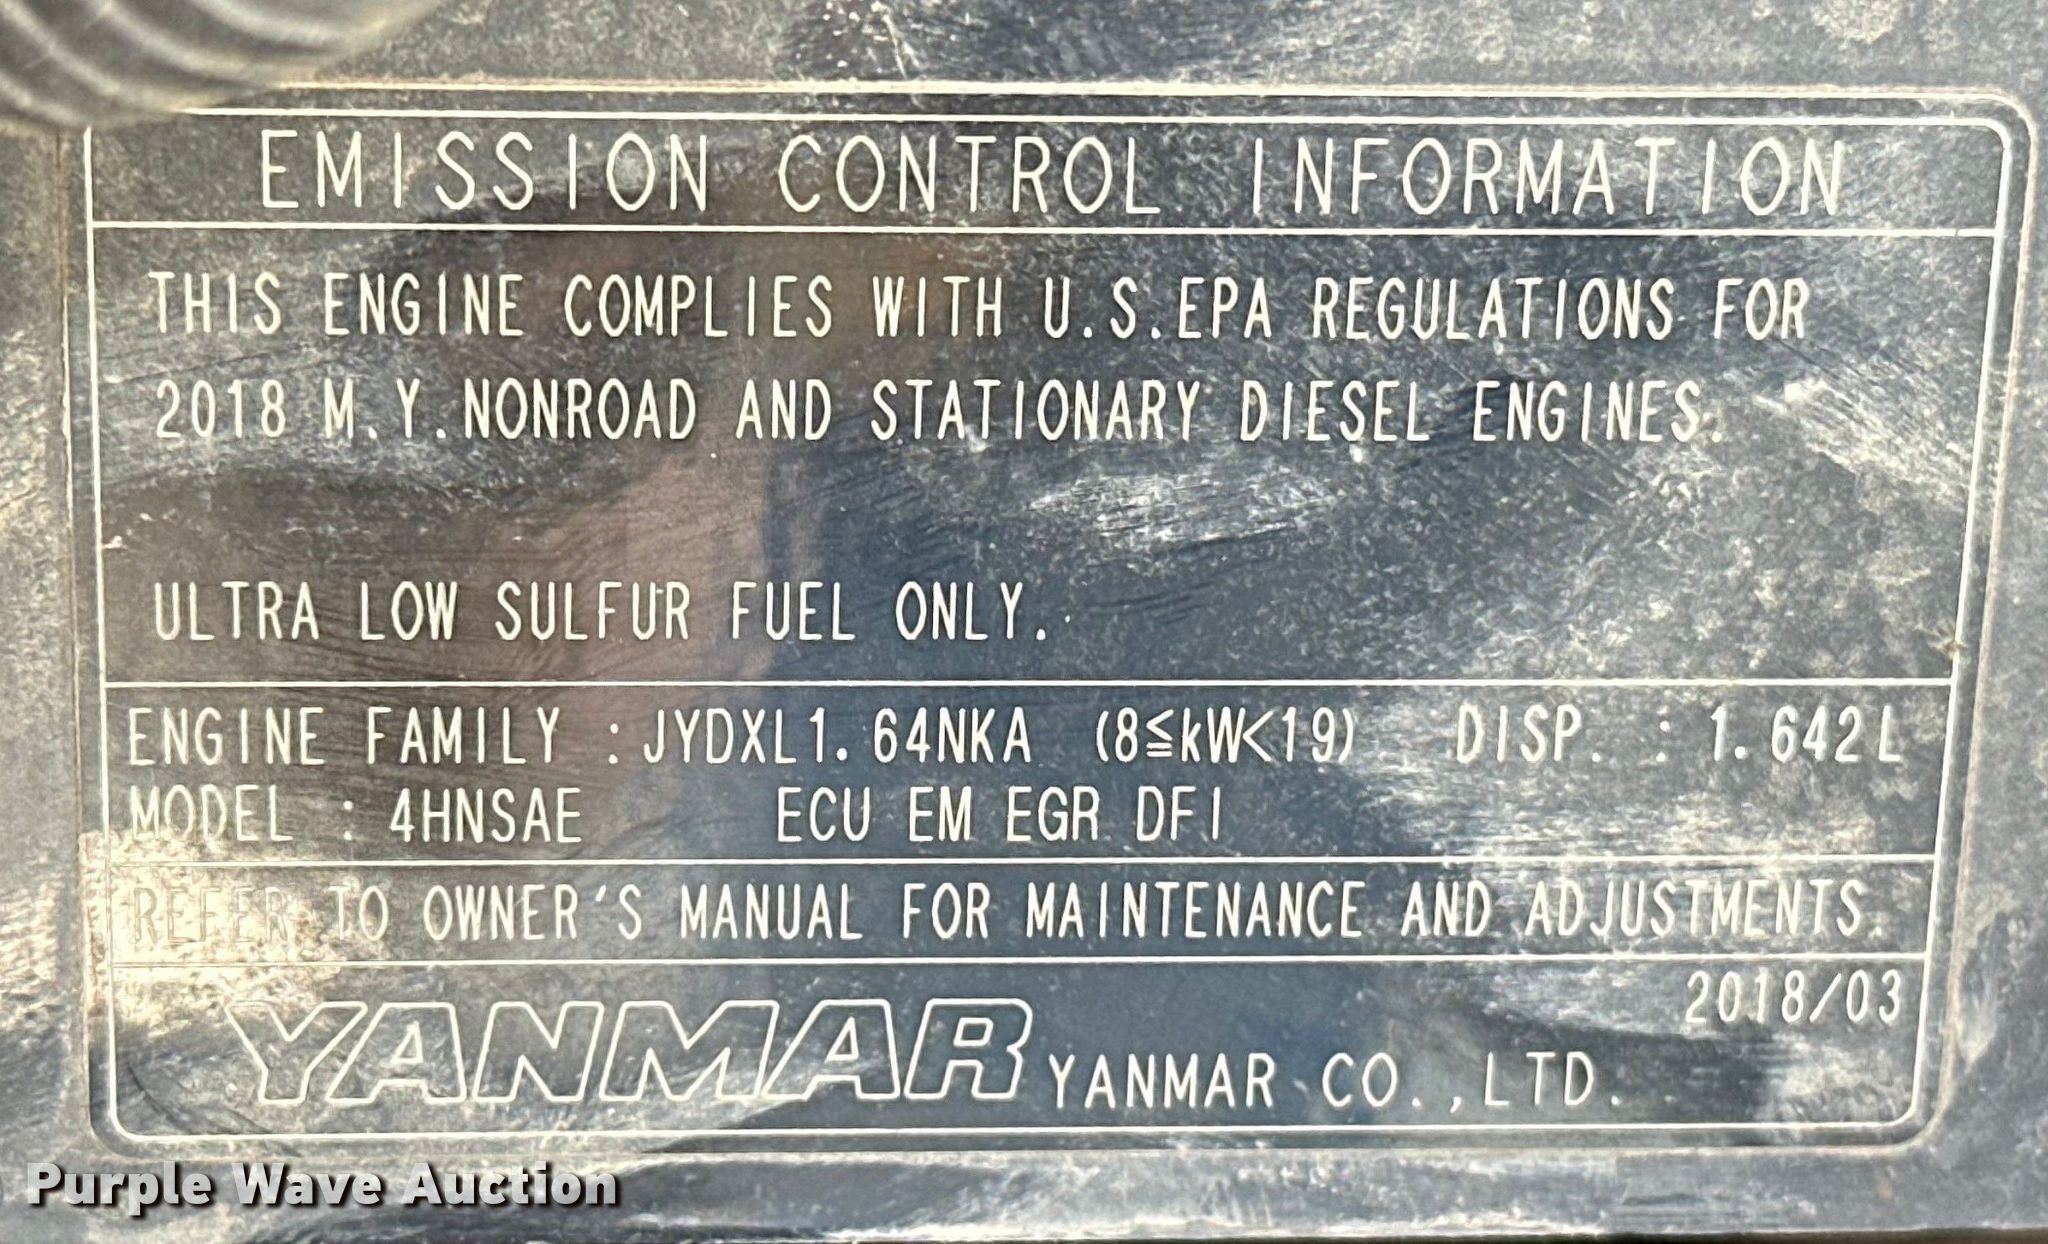 EMISSION CONTROL INFORMATION
THIS ENGINE COMPLIES WITH U.S.EPA REGULATIONS FOR
2018 M.Y.NONROAD AND STATIONARY DIESEL ENGINES.
ULTRA LOW SULFUR FUEL ONLY.
ENGINE FAMILY :JYDXL1.64NKA (8≦kW<19) DISP. : 1.642L
MODEL : 4HNSAE ECU EM EGR DFI
REFER TO OWNER'S MANUAL FOR MAINTENANCE AND ADJUSTMENTS.
2018/03
YANMAR YANMAR CO.,LTD.
Purple Wave Auction